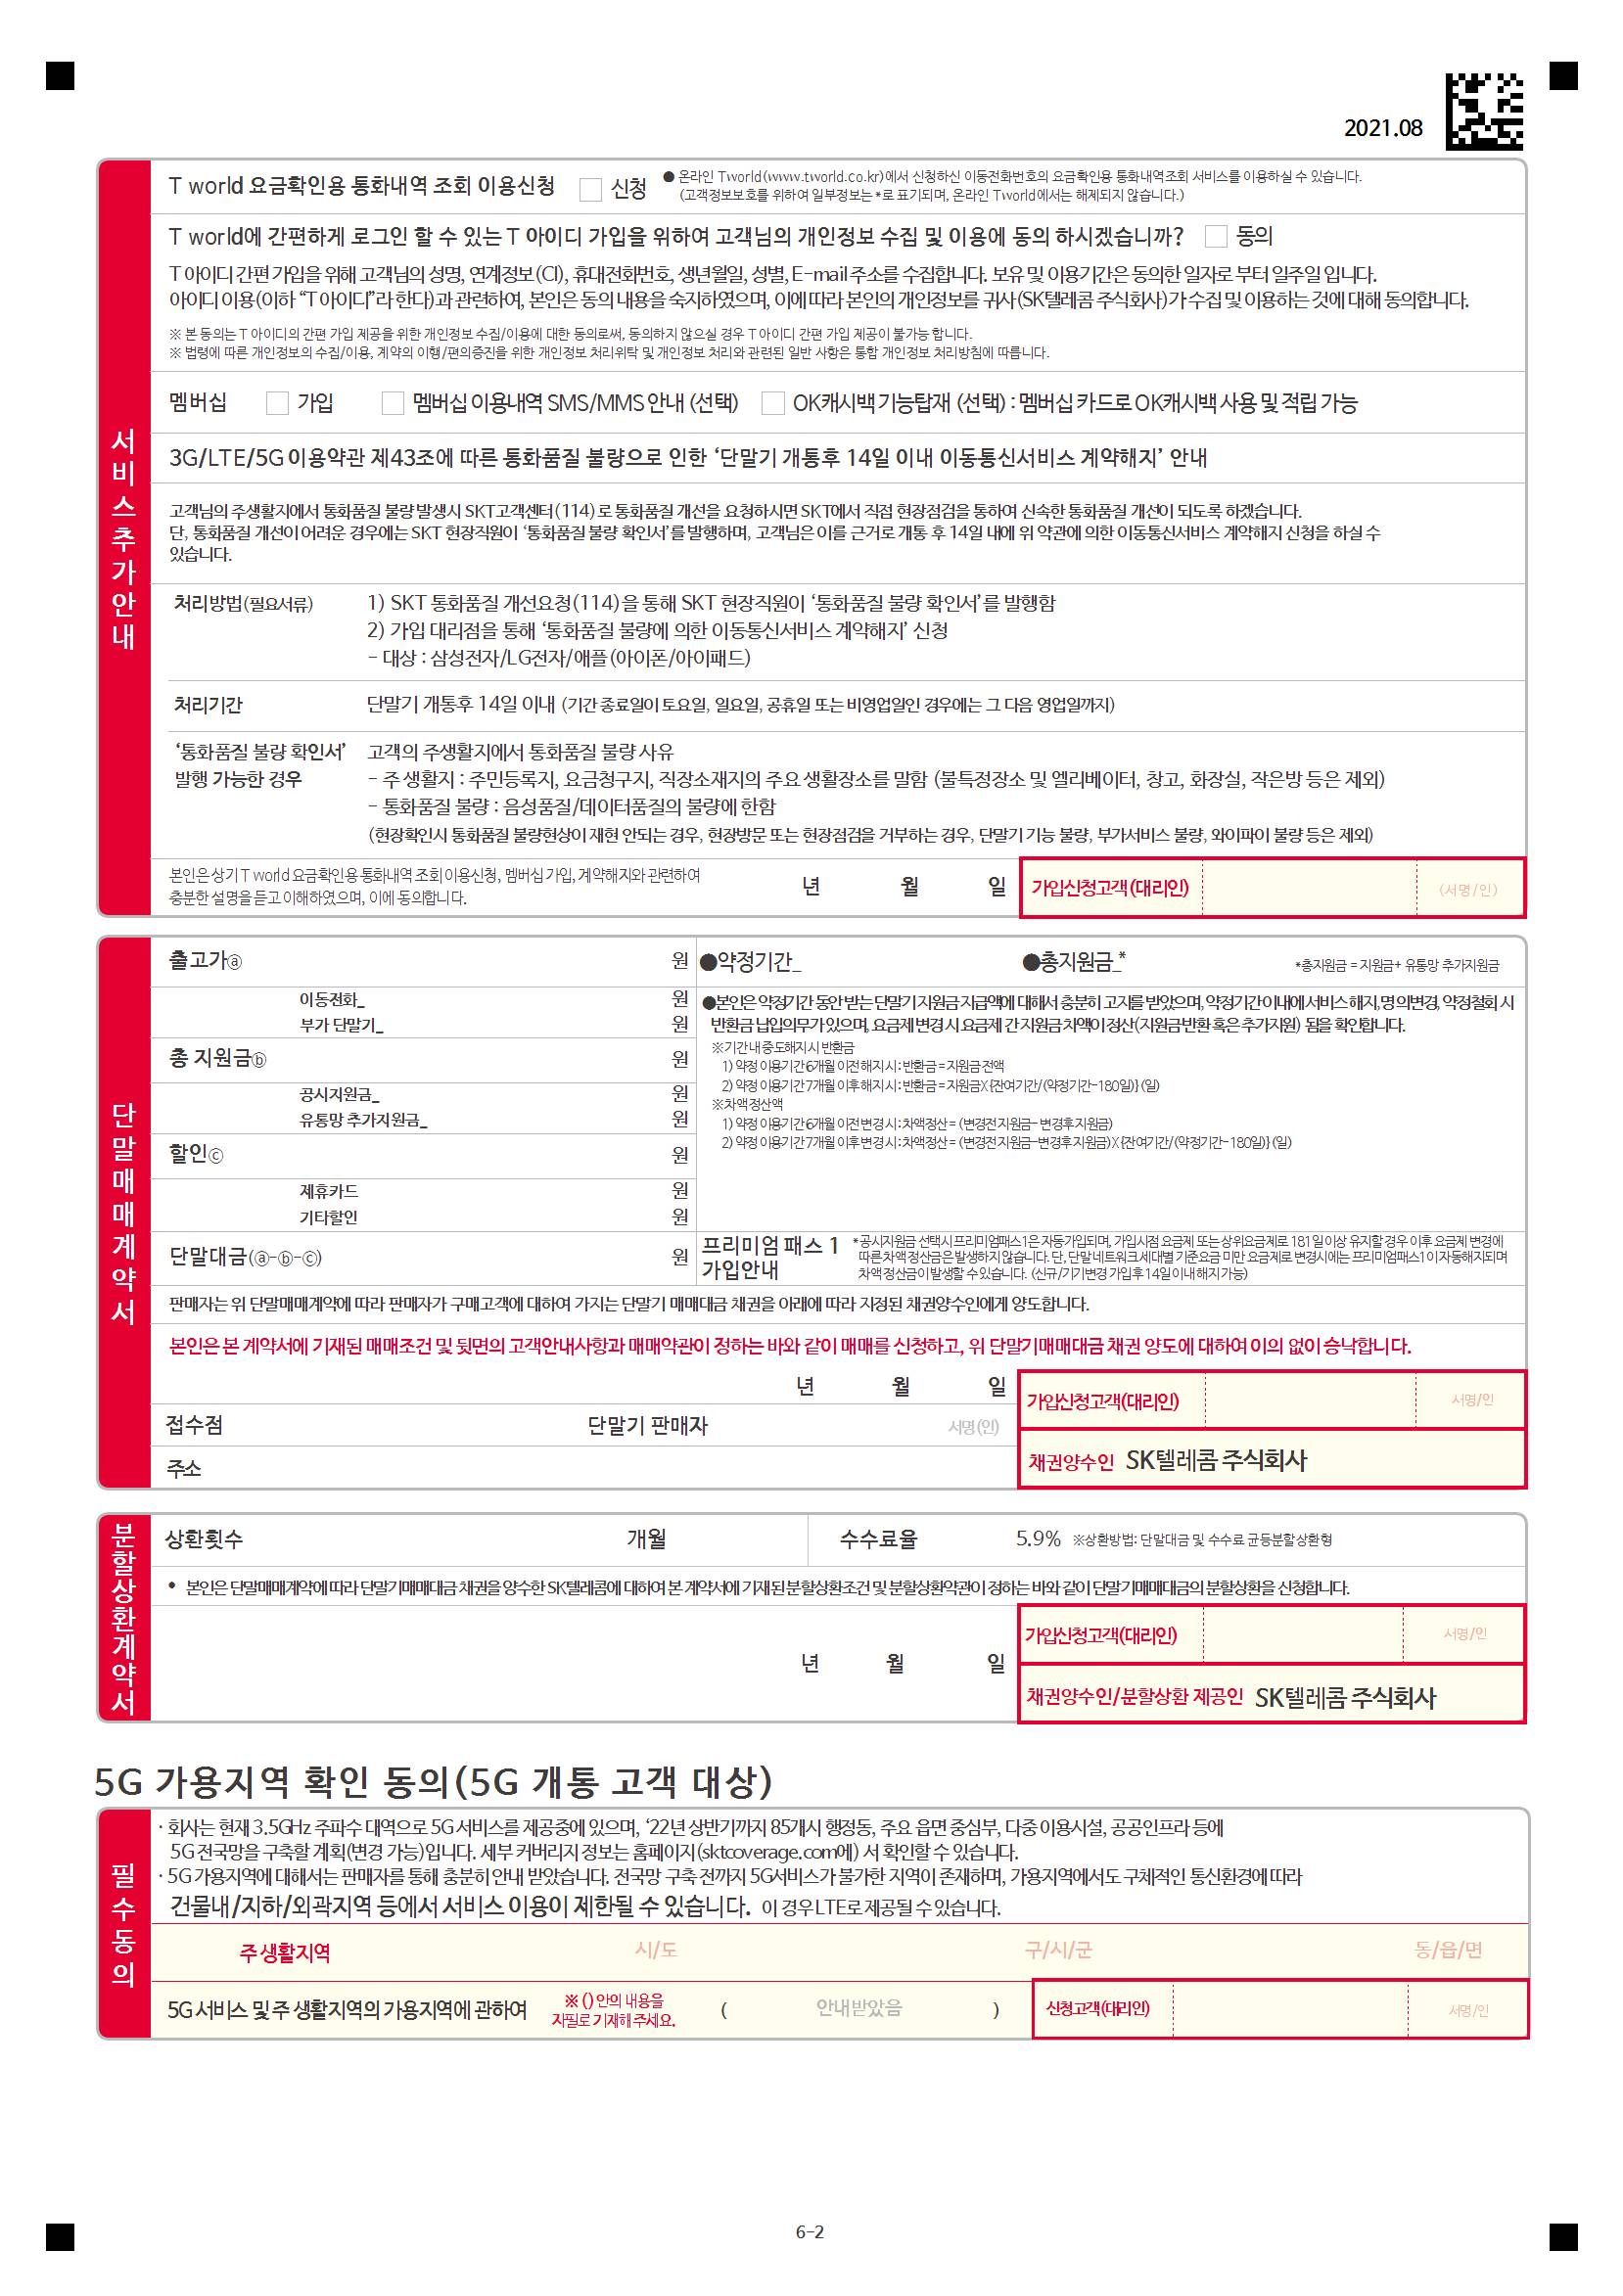 2021.08
서비스추가안내
T world 요금확인용 통화내역 조회 이용신청 신청
● 온라인 Tworld(www.tworld.co.kr)에서 신청하신 이동전화번호의 요금확인용 통화내역조회 서비스를 이용하실 수 있습니다.
(고객정보보호를 위하여 일부정보는 *로 표기되며, 온라인 Tworld에서는 해제되지 않습니다.)
T world에 간편하게 로그인 할 수 있는 T 아이디 가입을 위하여 고객님의 개인정보 수집 및 이용에 동의 하시겠습니까? 동의
T 아이디 간편 가입을 위해 고객님의 성명, 연계정보(CI), 휴대전화번호, 생년월일, 성별, E-mail 주소를 수집합니다. 보유 및 이용기간은 동의한 일자로 부터 일주일 입니다.
아이디 이용(이하 “T 아이디”라 한다)과 관련하여, 본인은 동의 내용을 숙지하였으며, 이에 따라 본인의 개인정보를 귀사(SK텔레콤 주식회사)가 수집 및 이용하는 것에 대해 동의합니다.
※ 본 동의는 T 아이디의 간편 가입 제공을 위한 개인정보 수집/이용에 대한 동의로써, 동의하지 않으실 경우 T 아이디 간편 가입 제공이 불가능 합니다.
※ 법령에 따른 개인정보의 수집/이용, 계약의 이행/편의증진을 위한 개인정보 처리위탁 및 개인정보 처리와 관련된 일반 사항은 통합 개인정보 처리방침에 따릅니다.
멤버십 가입 멤버십 이용내역 SMS/MMS 안내 (선택) OK캐시백 기능탑재 (선택) : 멤버십 카드로 OK캐시백 사용 및 적립 가능
3G/LTE/5G 이용약관 제43조에 따른 통화품질 불량으로 인한 ‘단말기 개통후 14일 이내 이동통신서비스 계약해지’ 안내
고객님의 주생활지에서 통화품질 불량 발생시 SKT고객센터(114)로 통화품질 개선을 요청하시면 SKT에서 직접 현장점검을 통하여 신속한 통화품질 개선이 되도록 하겠습니다.
단, 통화품질 개선이 어려운 경우에는 SKT 현장직원이 ‘통화품질 불량 확인서’를 발행하며, 고객님은 이를 근거로 개통 후 14일 내에 위 약관에 의한 이동통신서비스 계약해지 신청을 하실 수
있습니다.
처리방법(필요서류) 1) SKT 통화품질 개선요청(114)을 통해 SKT 현장직원이 ‘통화품질 불량 확인서’를 발행함
2) 가입 대리점을 통해 ‘통화품질 불량에 의한 이동통신서비스 계약해지’ 신청
- 대상 : 삼성전자/LG전자/애플(아이폰/아이패드)
처리기간 단말기 개통후 14일 이내 (기간 종료일이 토요일, 일요일, 공휴일 또는 비영업일인 경우에는 그 다음 영업일까지)
‘통화품질 불량 확인서’ 고객의 주생활지에서 통화품질 불량 사유
발행 가능한 경우 - 주 생활지 : 주민등록지, 요금청구지, 직장소재지의 주요 생활장소를 말함 (불특정장소 및 엘리베이터, 창고, 화장실, 작은방 등은 제외)
- 통화품질 불량 : 음성품질/데이터품질의 불량에 한함
(현장확인시 통화품질 불량현상이 재현 안되는 경우, 현장방문 또는 현장점검을 거부하는 경우, 단말기 기능 불량, 부가서비스 불량, 와이파이 불량 등은 제외)
본인은 상기 T world 요금확인용 통화내역 조회 이용신청, 멤버십 가입, 계약해지와 관련하여
충분한 설명을 듣고 이해하였으며, 이에 동의합니다.
년 월 일 가입신청고객(대리인) (서명/인)
단말매매계약서
출고가ⓐ 원
이동전화_ 원
부가 단말기_ 원
총 지원금ⓑ 원
공시지원금_ 원
유통망 추가지원금_ 원
할인ⓒ 원
제휴카드 원
기타할인 원
단말대금(ⓐ-ⓑ-ⓒ) 원
●약정기간_ ●총지원금_* *총지원금 = 지원금+ 유통망 추가지원금
●본인은 약정기간 동안 받는 단말기 지원금 지급액에 대해서 충분히 고지를 받았으며, 약정기간 이내에 서비스 해지, 명의변경, 약정철회 시
반환금 납입의무가 있으며, 요금제 변경 시 요금제 간 지원금 차액이 정산(지원금 반환 혹은 추가지원) 됨을 확인합니다.
※기간 내 중도해지 시 반환금
1) 약정 이용기간 6개월 이전 해지 시 : 반환금 = 지원금 전액
2) 약정 이용기간 7개월 이후 해지 시 : 반환금 = 지원금 X {잔여기간/(약정기간-180일)} (일)
※차액 정산액
1) 약정 이용기간 6개월 이전 변경 시 : 차액정산 = (변경전 지원금- 변경후 지원금)
2) 약정 이용기간 7개월 이후 변경 시 : 차액정산 = (변경전 지원금-변경후 지원금) X {잔여기간/(약정기간-180일)} (일)
프리미엄 패스 1
가입안내
*공시지원금 선택시 프리미엄패스1은 자동가입되며, 가입시점 요금제 또는 상위요금제로 181일 이상 유지할 경우 이후 요금제 변경에
따른 차액 정산금은 발생하지 않습니다. 단, 단말 네트워크 세대별 기준요금 미만 요금제로 변경시에는 프리미엄패스1이 자동해지되며
차액 정산금이 발생할 수 있습니다. (신규/기기변경 가입 후 14일 이내 해지 가능)
판매자는 위 단말매매계약에 따라 판매자가 구매고객에 대하여 가지는 단말기 매매대금 채권을 아래에 따라 지정된 채권양수인에게 양도합니다.
본인은 본 계약서에 기재된 매매조건 및 뒷면의 고객안내사항과 매매약관이 정하는 바와 같이 매매를 신청하고, 위 단말기매매대금 채권 양도에 대하여 이의 없이 승낙합니다.
년 월 일 가입신청고객(대리인) 서명/인
접수점 단말기 판매자 서명(인)
채권양수인 SK텔레콤 주식회사
주소
분할상환계약서
상환횟수 개월 수수료율 5.9% ※상환방법: 단말대금 및 수수료 균등분할상환형
• 본인은 단말매매계약에 따라 단말기매매대금 채권을 양수한 SK텔레콤에 대하여 본 계약서에 기재된 분할상환조건 및 분할상환약관이 정하는 바와 같이 단말기매매대금의 분할상환을 신청합니다.
가입신청고객(대리인) 서명/인
년 월 일
채권양수인/분할상환 제공인 SK텔레콤 주식회사
5G 가용지역 확인 동의(5G 개통 고객 대상)
필수동의
· 회사는 현재 3.5GHz 주파수 대역으로 5G 서비스를 제공중에 있으며, ‘22년 상반기까지 85개시 행정동, 주요 읍면 중심부, 다중 이용시설, 공공인프라 등에
5G 전국망을 구축할 계획(변경 가능)입니다. 세부 커버리지 정보는 홈페이지(sktcoverage.com에) 서 확인할 수 있습니다.
· 5G 가용지역에 대해서는 판매자를 통해 충분히 안내 받았습니다. 전국망 구축 전까지 5G서비스가 불가한 지역이 존재하며, 가용지역에서도 구체적인 통신환경에 따라
건물내/지하/외곽지역 등에서 서비스 이용이 제한될 수 있습니다. 이 경우 LTE로 제공될 수 있습니다.
주 생활지역 시/도 구/시/군 동/읍/면
5G 서비스 및 주 생활지역의 가용지역에 관하여
※ ( ) 안의 내용을
자필로 기재해 주세요.
( 안내받았음 ) 신청고객(대리인) 서명/인
6-2